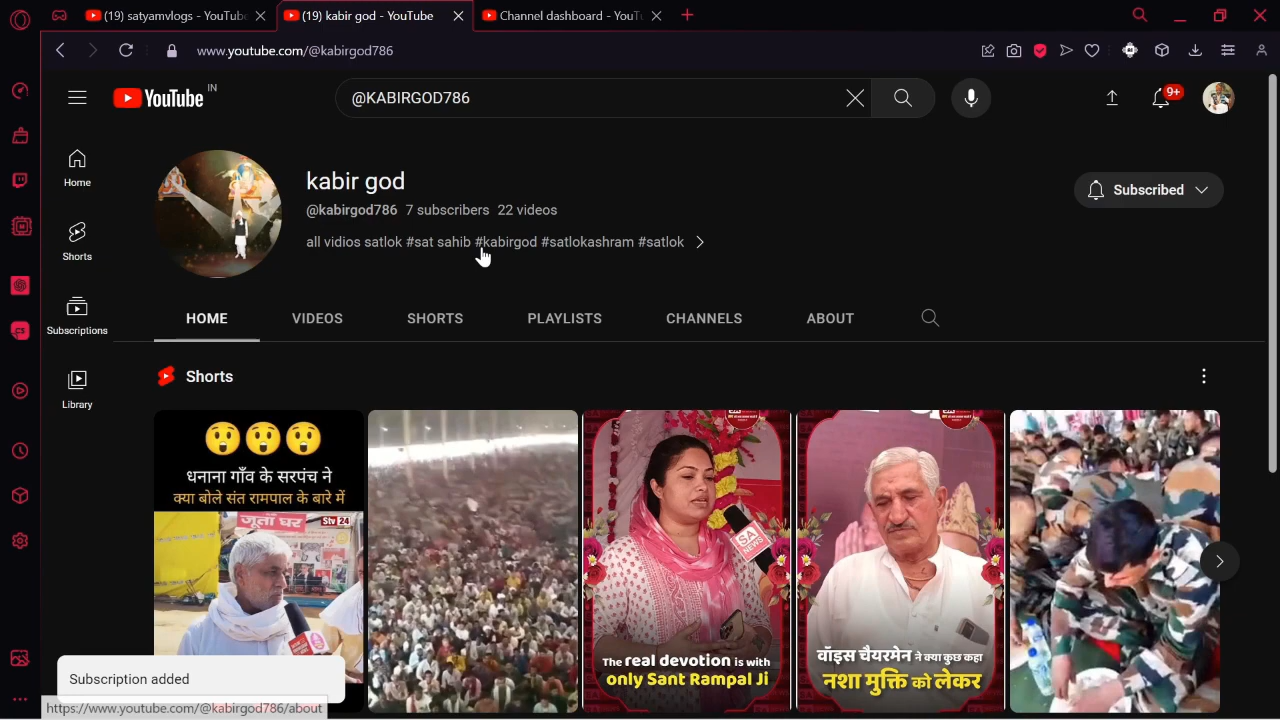 (19) satyamvlogs - YouTube
(19) kabir god - YouTube
Channel dashboard - YouTu
www.youtube.com/@kabirgod786
YouTube IN
@KABIRGOD786
9+
Home
Shorts
Subscriptions
Library
kabir god
@kabirgod786 7 subscribers 22 videos
all vidios satlok #sat sahib #kabirgod #satlokashram #satlok
Subscribed
HOME VIDEOS SHORTS PLAYLISTS CHANNELS ABOUT
Shorts
धनाना गाँव के सरपंच ने
क्या बोले संत रामपाल के बारे में
जूता घर
Stv 24
SA NEWS
The real devotion is with
only Sant Rampal Ji
वॉइस चैयरमेन ने क्या कुछ कहा
नशा मुक्ति को लेकर
Subscription added
https://www.youtube.com/@kabirgod786/about